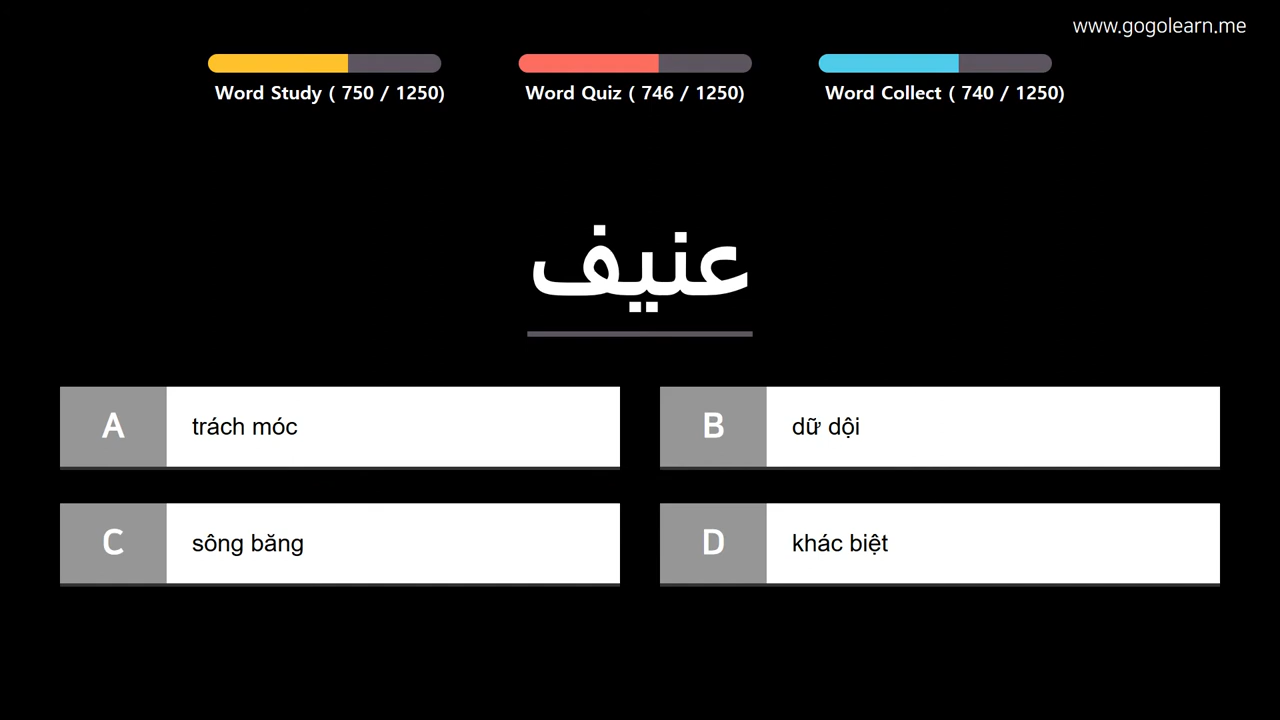 www.gogolearn.me
Word Study ( 750 / 1250)
Word Quiz ( 746 / 1250)
Word Collect ( 740 / 1250)
عنيف
A trách móc
B dữ dội
C sông băng
D khác biệt